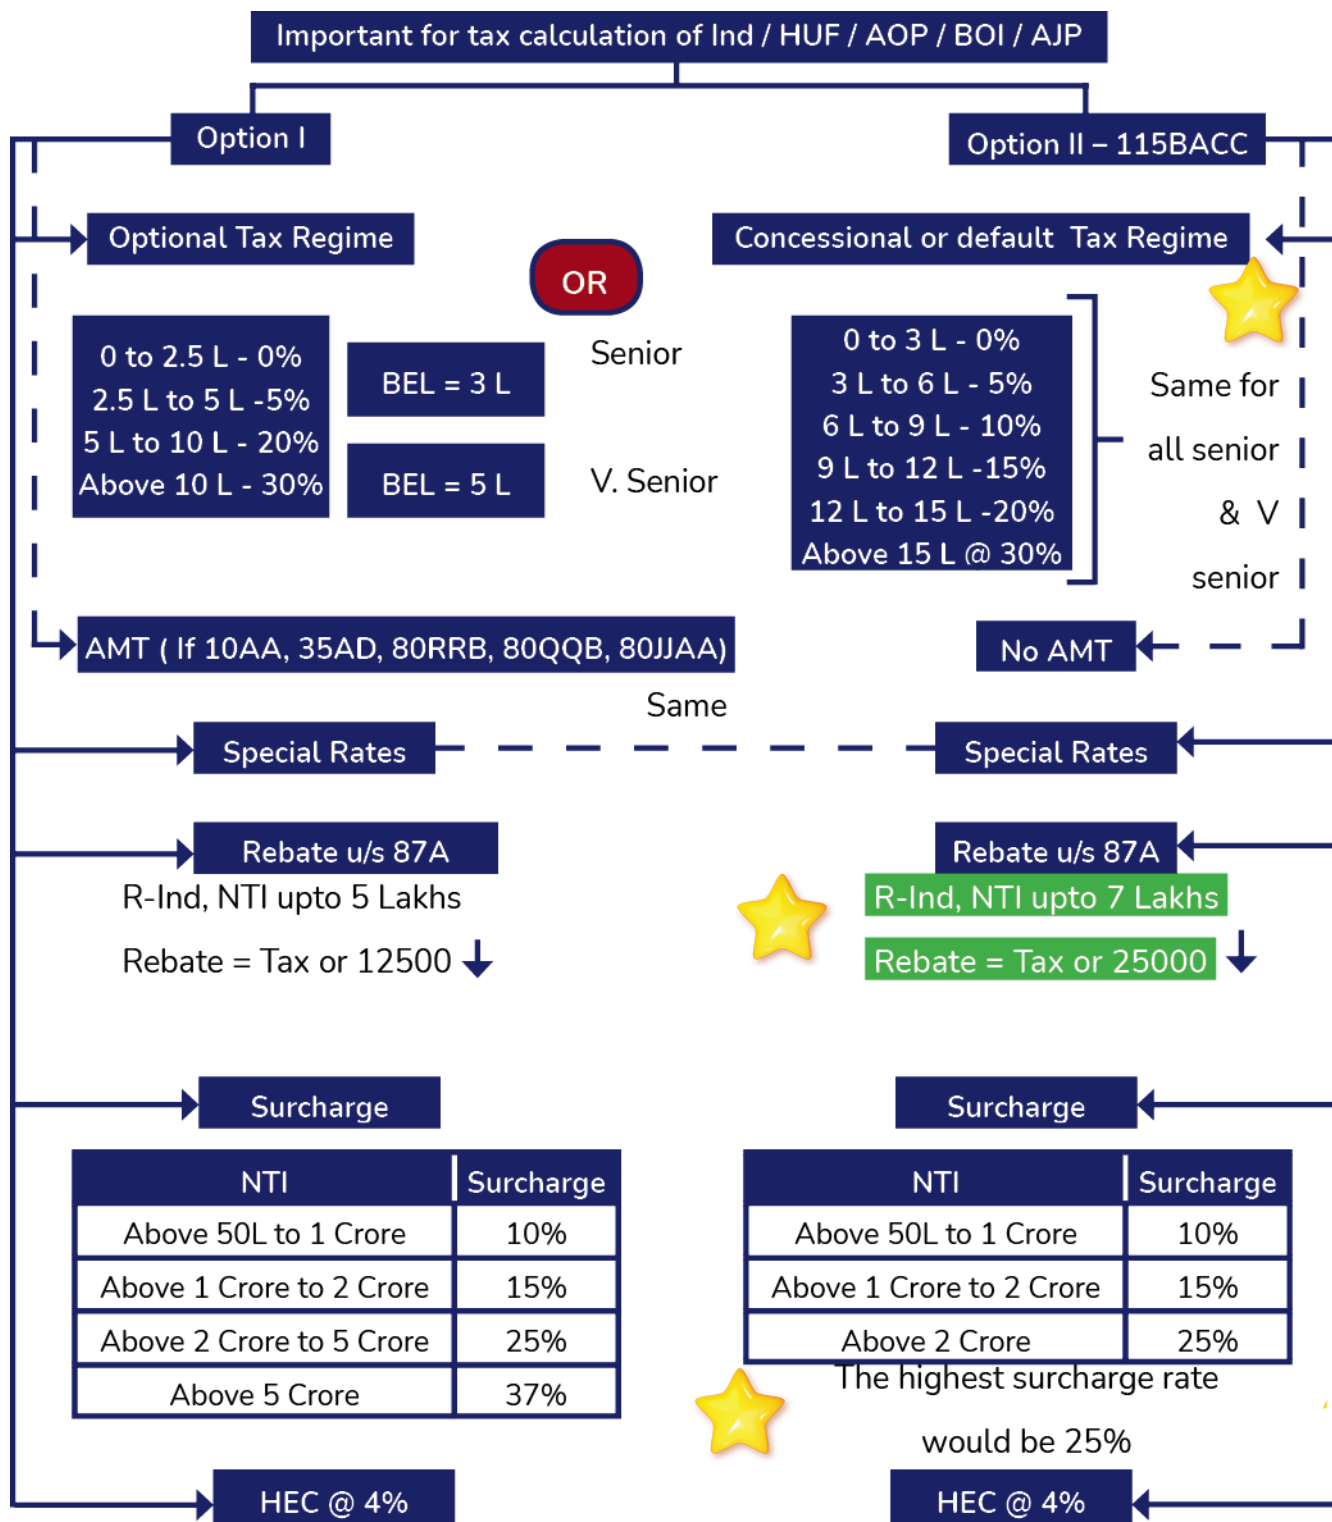 Important for tax calculation of Ind / HUF / AOP / BOI / AJP
Option I
Option II – 115BACC
Optional Tax Regime
Concessional or default Tax Regime
OR
0 to 2.5 L - 0%
2.5 L to 5 L -5%
5 L to 10 L - 20%
Above 10 L - 30%
BEL = 3 L
Senior
BEL = 5 L
V. Senior
0 to 3 L - 0%
3 L to 6 L - 5%
6 L to 9 L - 10%
9 L to 12 L -15%
12 L to 15 L -20%
Above 15 L @ 30%
Same for
all senior
& V
senior
AMT ( If 10AA, 35AD, 80RRB, 80QQB, 80JJAA)
No AMT
Same
Special Rates
Special Rates
Rebate u/s 87A
R-Ind, NTI upto 5 Lakhs
Rebate = Tax or 12500
Rebate u/s 87A
R-Ind, NTI upto 7 Lakhs
Rebate = Tax or 25000
Surcharge
NTI Surcharge
Above 50L to 1 Crore 10%
Above 1 Crore to 2 Crore 15%
Above 2 Crore to 5 Crore 25%
Above 5 Crore 37%
Surcharge
NTI Surcharge
Above 50L to 1 Crore 10%
Above 1 Crore to 2 Crore 15%
Above 2 Crore 25%
The highest surcharge rate
would be 25%
HEC @ 4%
HEC @ 4%